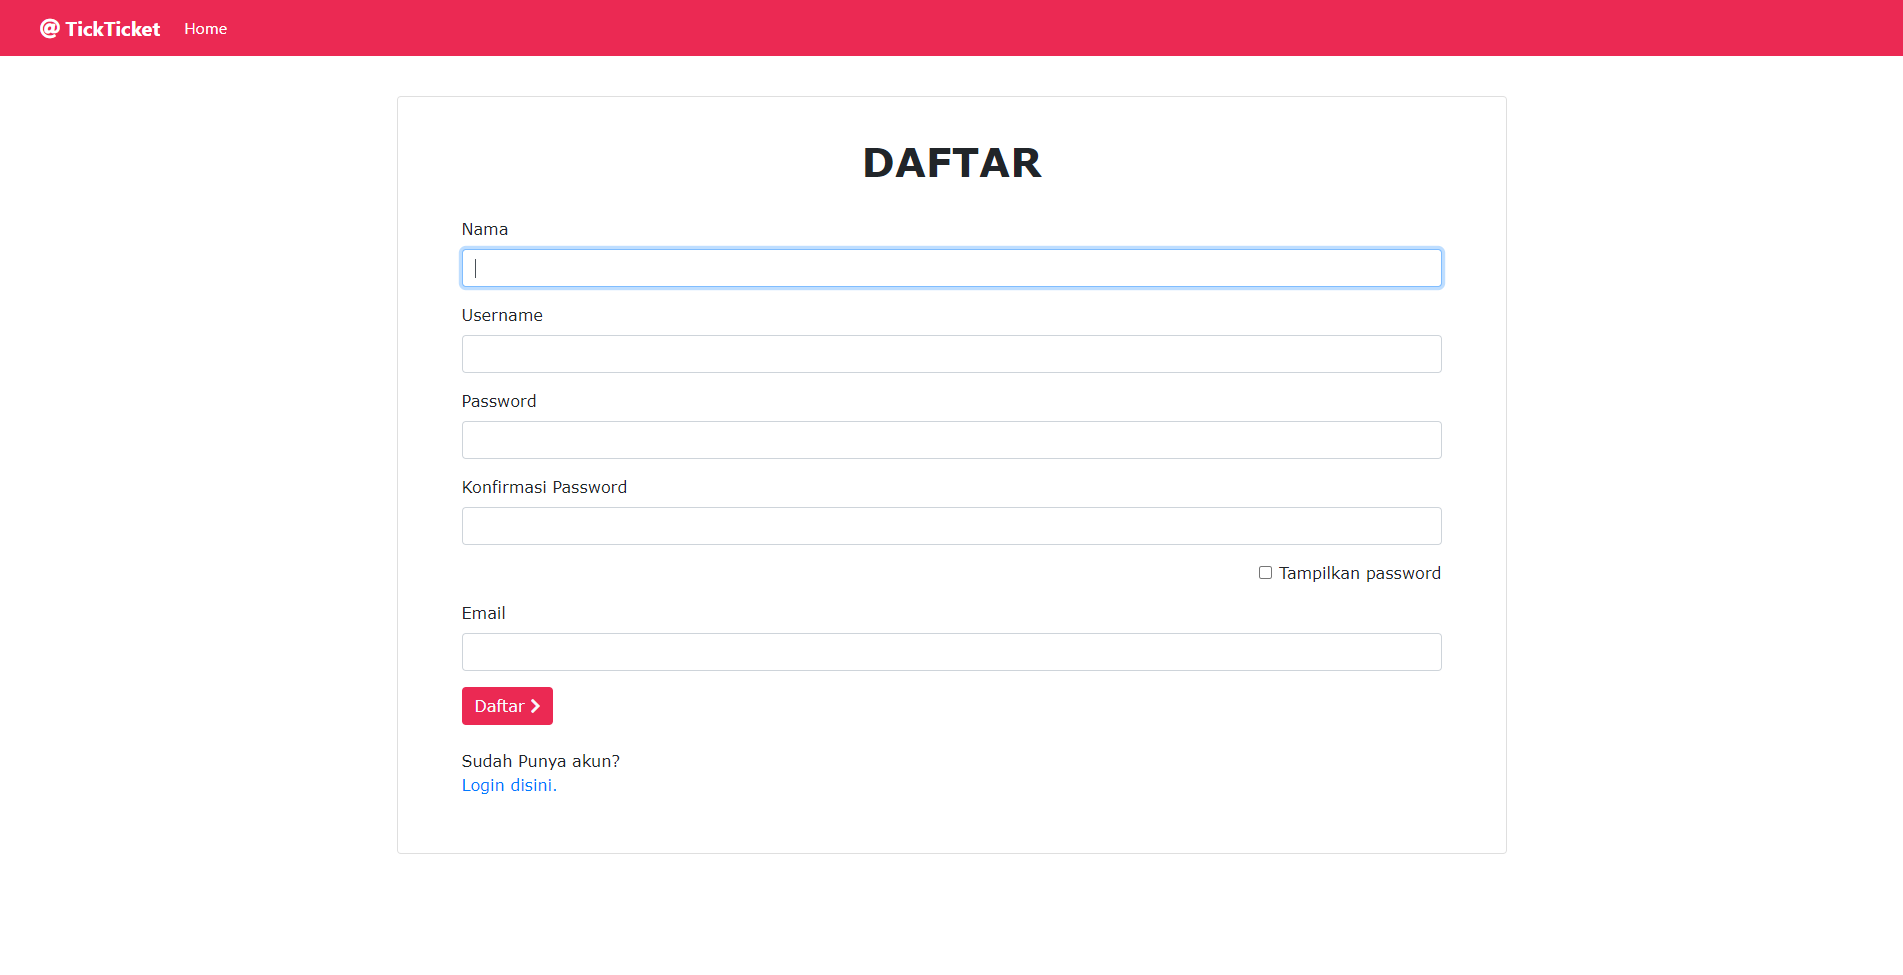 @ TickTicket Home
DAFTAR
Nama
Username
Password
Konfirmasi Password
Tampilkan password
Email
Daftar
Sudah Punya akun?
Login disini.